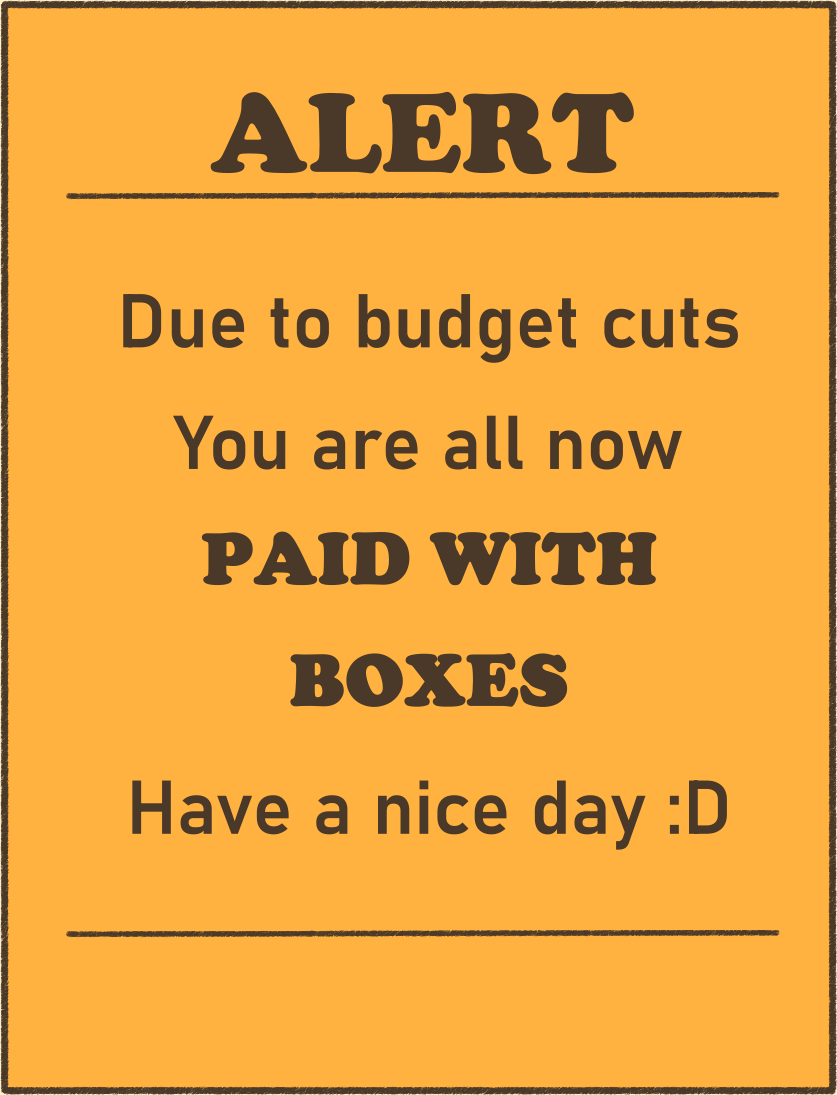 ALERT
Due to budget cuts
You are all now
PAID WITH
BOXES
Have a nice day :D